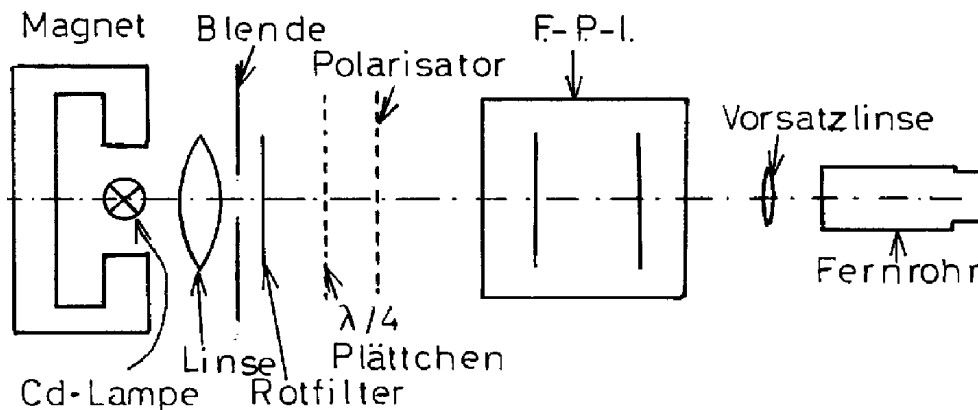 Magnet
Blende
F.-P.-I.
Polarisator
Vorsatzlinse
Fernrohr
λ/4
Linse
Plättchen
Cd-Lampe
Rotfilter